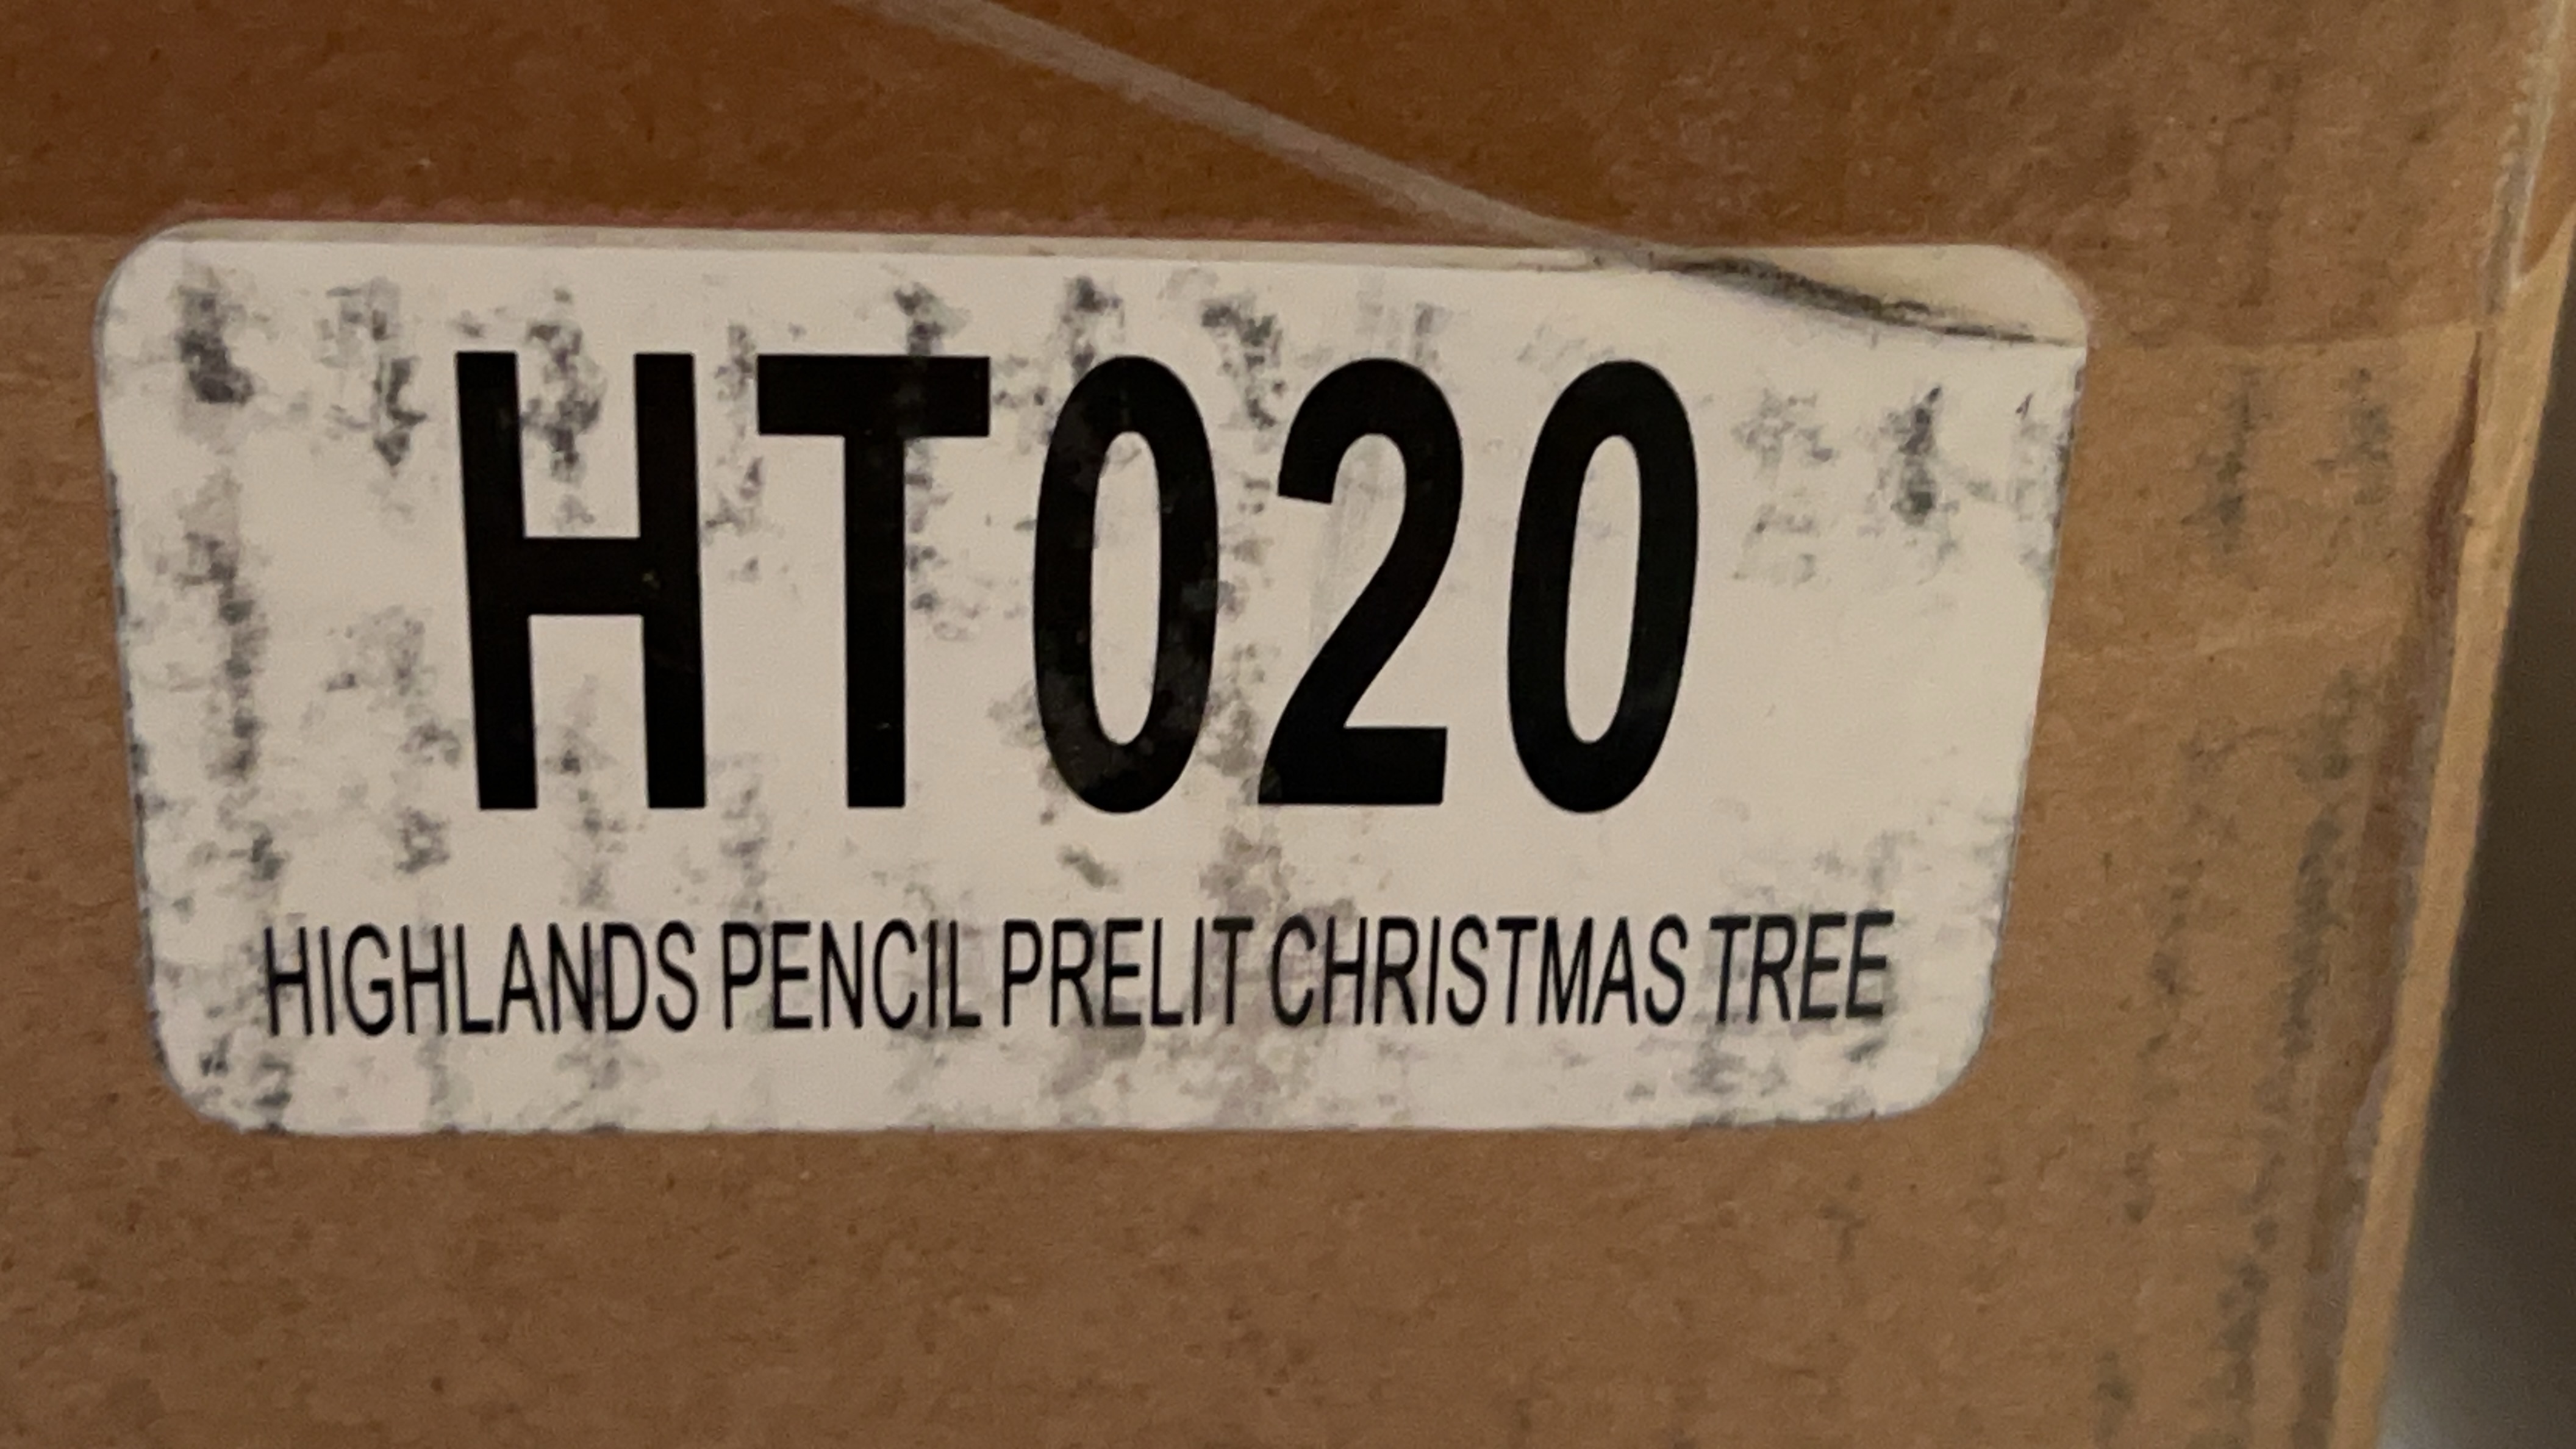 HT020
HIGHLANDS PENCIL PRELIT CHRISTMAS TREE